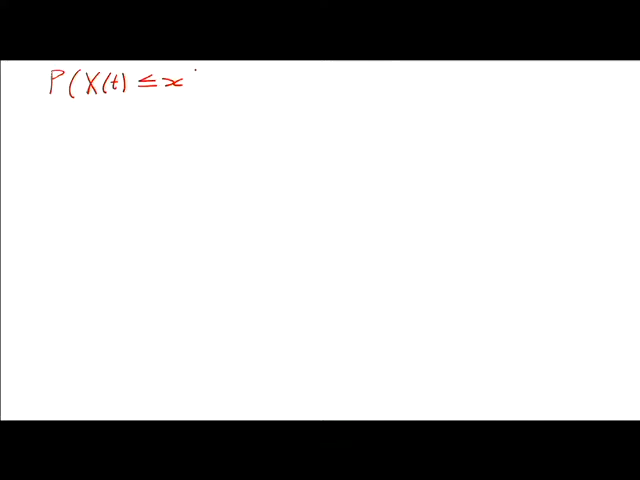 P(X(t) ≤ x